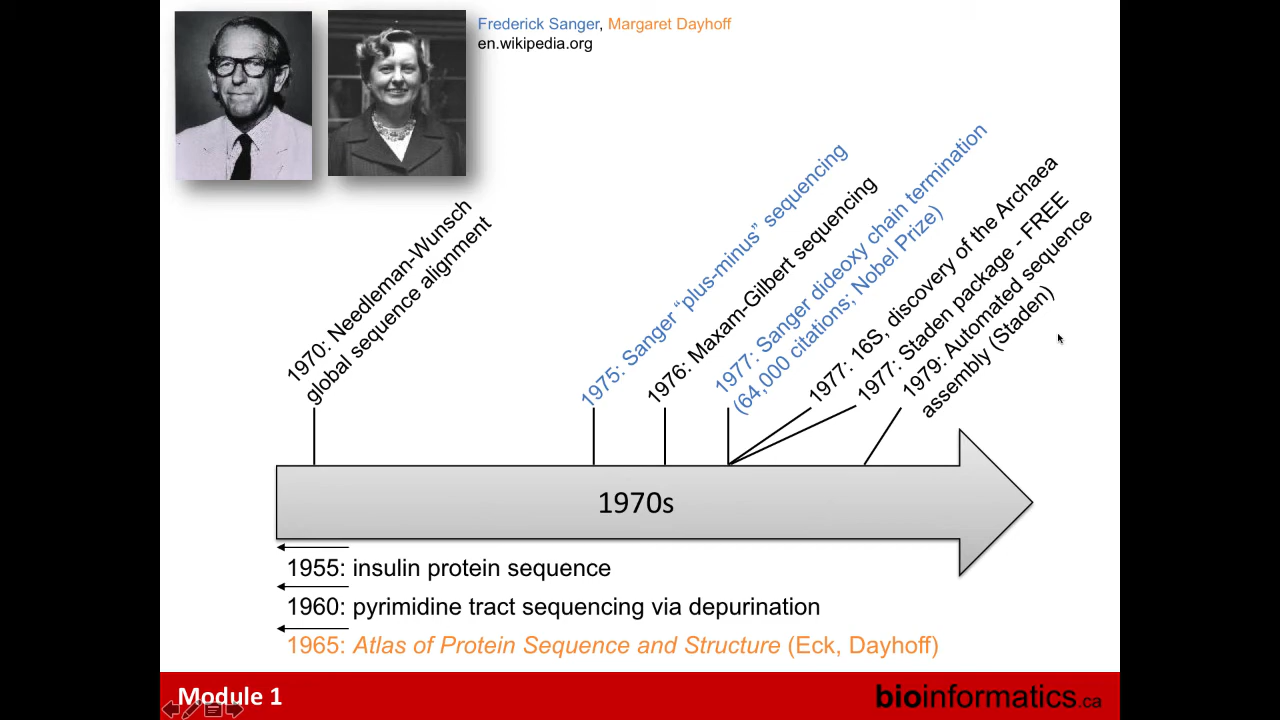 Frederick Sanger, Margaret Dayhoff
en.wikipedia.org
1970: Needleman-Wunsch
global sequence alignment
1975: Sanger “plus-minus” sequencing
1976: Maxam-Gilbert sequencing
1977: Sanger dideoxy chain termination
(64,000 citations; Nobel Prize)
1977: 16S, discovery of the Archaea
1977: Staden package - FREE
1979: Automated sequence
assembly (Staden)
1970s
1955: insulin protein sequence
1960: pyrimidine tract sequencing via depurination
1965: Atlas of Protein Sequence and Structure (Eck, Dayhoff)
Module 1
bioinformatics.ca